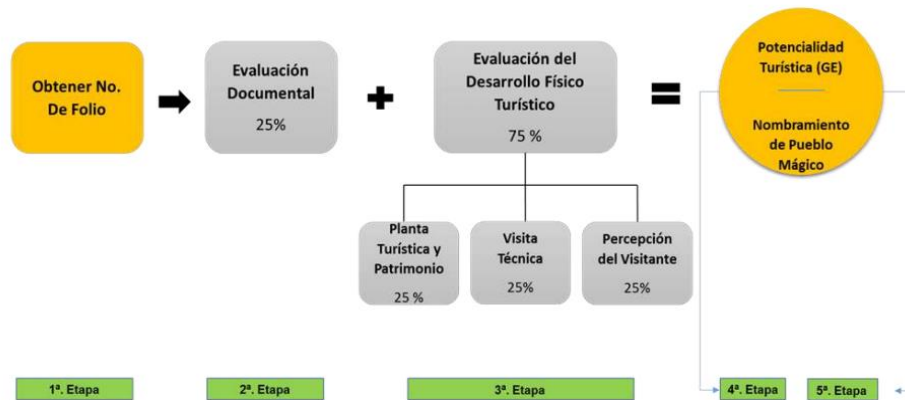 Obtener No.
De Folio
Evaluación
Documental
25%
Evaluación del
Desarrollo Físico
Turístico
75 %
Potencialidad
Turística (GE)
Nombramiento
de Pueblo
Mágico
Planta
Turística y
Patrimonio
25 %
Visita
Técnica
25%
Percepción
del Visitante
25%
1ª. Etapa
2ª. Etapa
3ª. Etapa
4ª. Etapa
5ª. Etapa